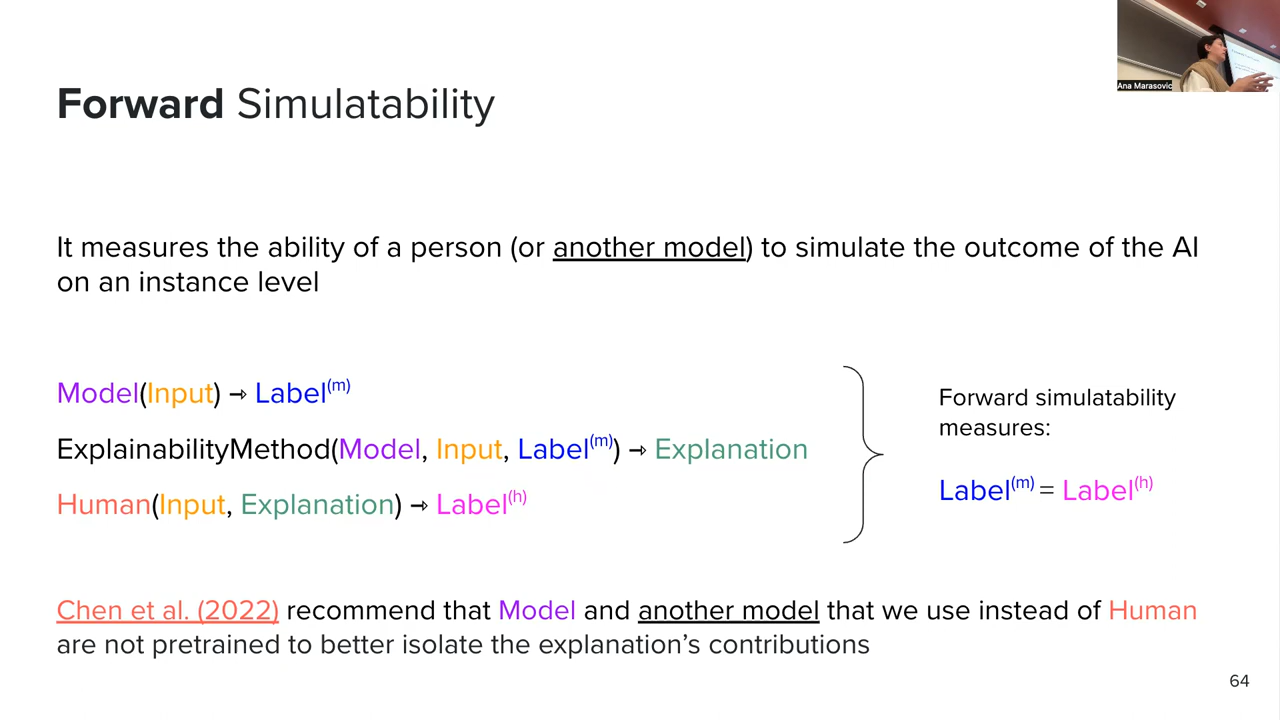 Ana Marasovic
Forward Simulatability
It measures the ability of a person (or another model) to simulate the outcome of the AI
on an instance level
Model(Input) → Label(m)
ExplainabilityMethod(Model, Input, Label(m)) → Explanation
Human(Input, Explanation) → Label(h)
Forward simulatability
measures:
Label(m) = Label(h)
Chen et al. (2022) recommend that Model and another model that we use instead of Human
are not pretrained to better isolate the explanation’s contributions
64